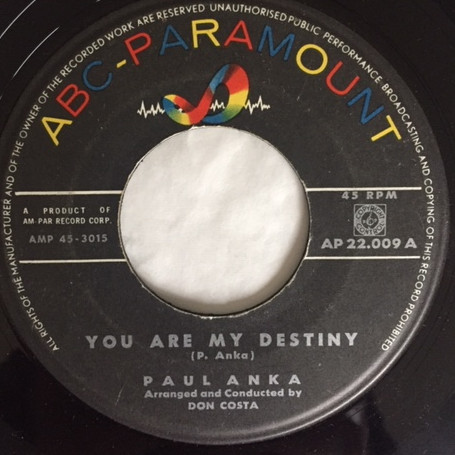 ALL RIGHTS OF THE MANUFACTURER AND OF THE OWNER OF THE RECORDED WORK ARE RESERVED UNAUTHORISED PUBLIC PERFORMANCE, BROADCASTING AND COPYING OF THIS RECORD PROHIBITED
ABC-PARAMOUNT
A PRODUCT OF
AM-PAR RECORD CORP.
AMP 45-3015
45 RPM
AP 22.009 A
YOU ARE MY DESTINY
(P. Anka)
PAUL ANKA
Arranged and Conducted by
DON COSTA